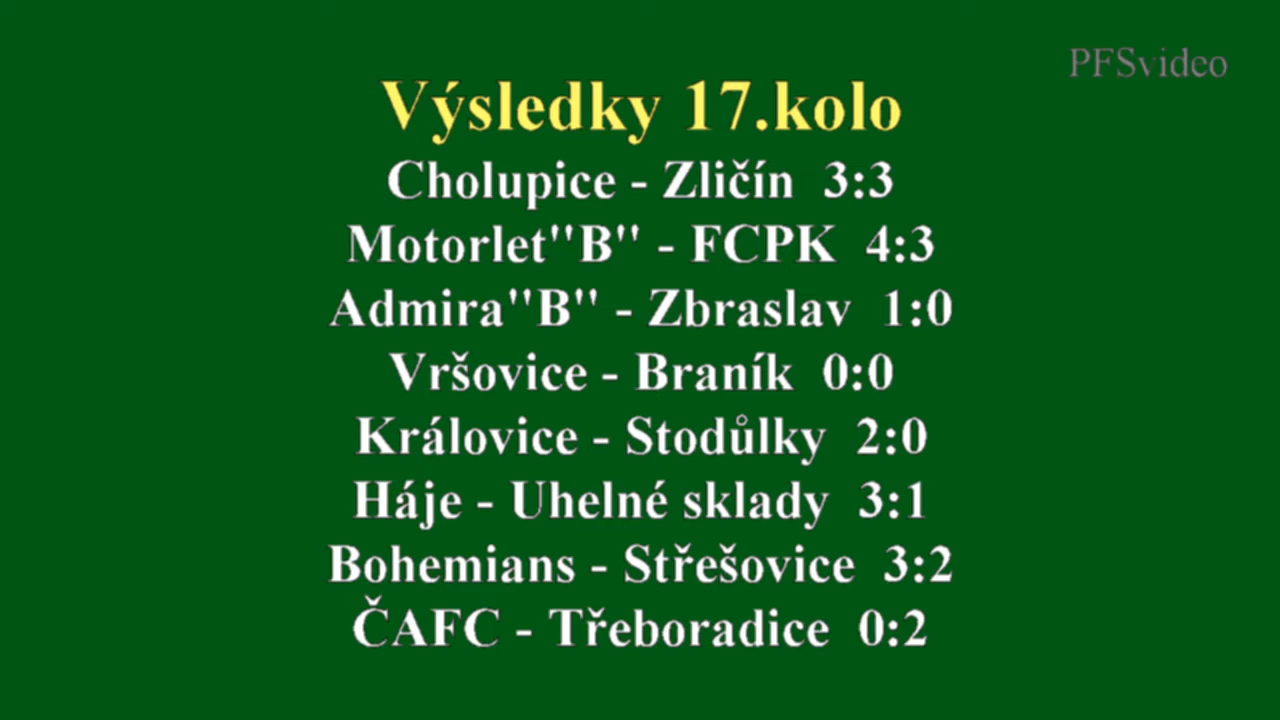 PFSvideo
Výsledky 17.kolo
Cholupice - Zličín 3:3
Motorlet"B" - FCPK 4:3
Admira"B" - Zbraslav 1:0
Vršovice - Braník 0:0
Královice - Stodůlky 2:0
Háje - Uhelné sklady 3:1
Bohemians - Střešovice 3:2
ČAFC - Třeboradice 0:2